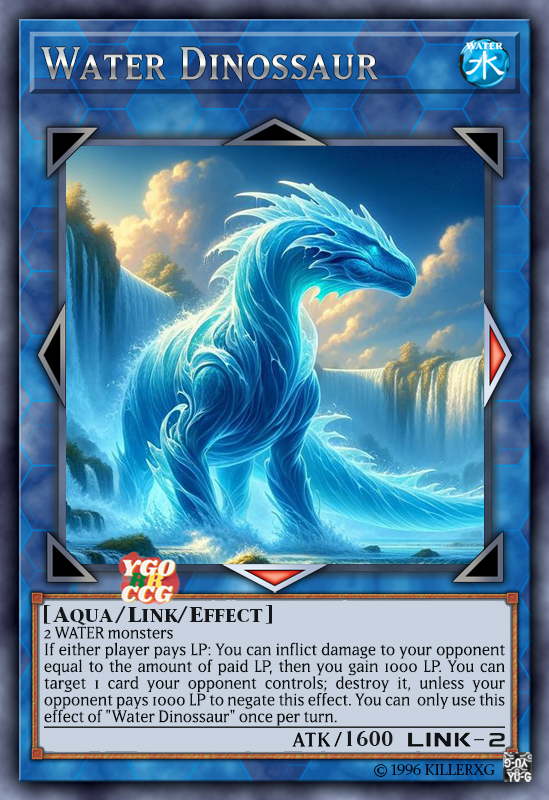 WATER DINOSSAUR
WATER
水
YGO
BR
CCG
[AQUA/LINK/EFFECT]
2 WATER monsters
If either player pays LP: You can inflict damage to your opponent
equal to the amount of paid LP, then you gain 1000 LP. You can
target 1 card your opponent controls; destroy it, unless your
opponent pays 1000 LP to negate this effect. You can only use this
effect of "Water Dinossaur" once per turn.
ATK/1600 LINK-2
© 1996 KILLERXG
YU-G